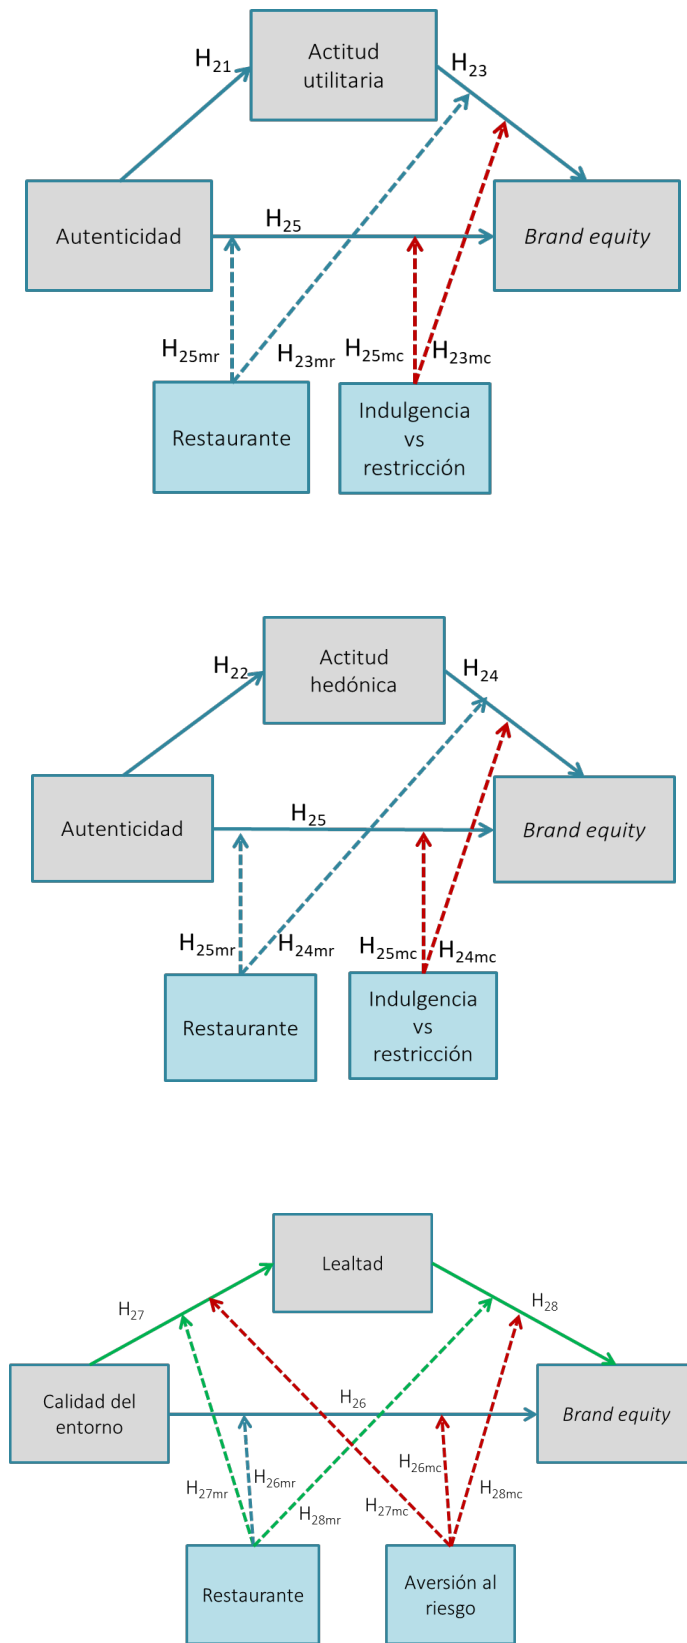 Actitud
utilitaria
H21
H23
Autenticidad
H25
Brand equity
H25mr
H23mr
H25mc
H23mc
Restaurante
Indulgencia
vs
restricción
Actitud
hedónica
H22
H24
Autenticidad
H25
Brand equity
H25mr
H24mr
H25mc
H24mc
Restaurante
Indulgencia
vs
restricción
Lealtad
H27
H28
Calidad del
entorno
H26
Brand equity
H27mr
H26mr
H28mr
H27mc
H26mc
H28mc
Restaurante
Aversión al
riesgo